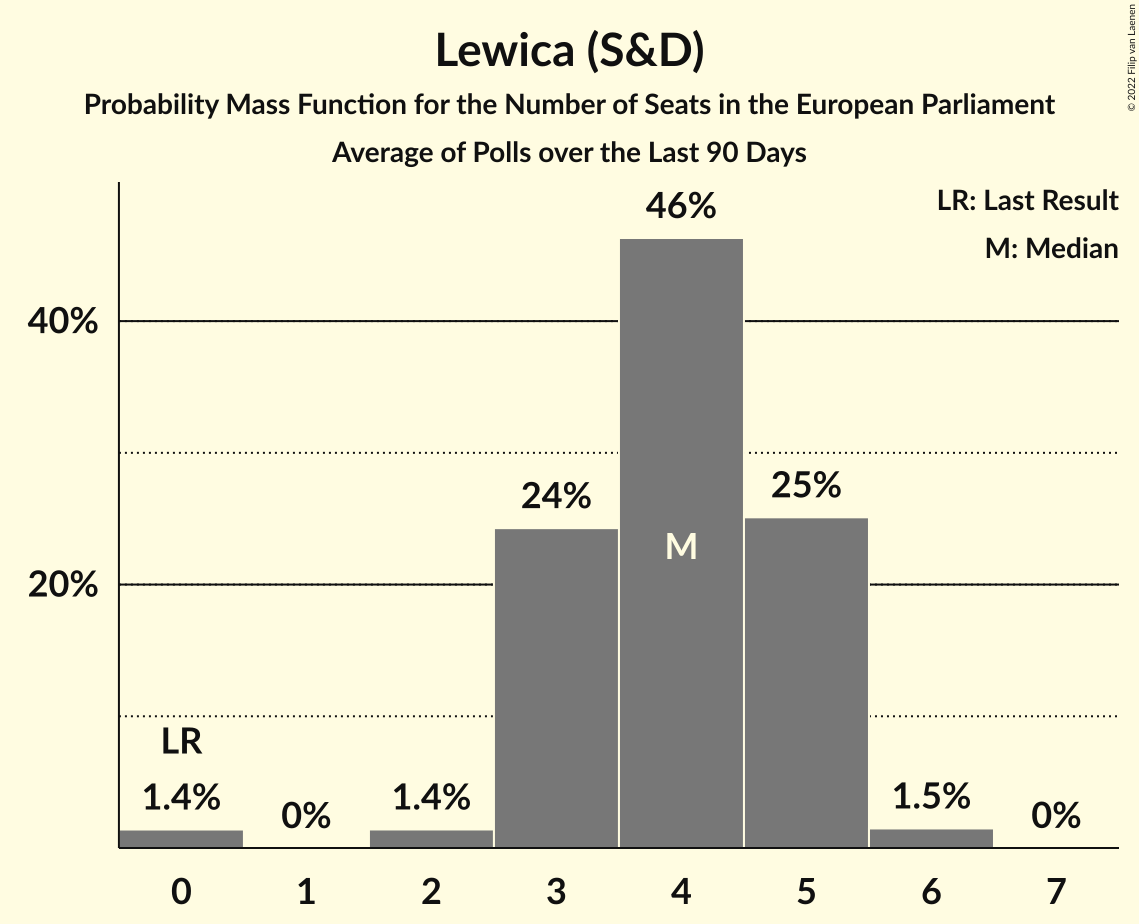 Lewica (S&D)
Probability Mass Function for the Number of Seats in the European Parliament
Average of Polls over the Last 90 Days
© 2022 Filip van Laenen
LR: Last Result
M: Median
40%
20%
LR
1.4%
0%
1.4%
24%
46%
M
25%
1.5%
0%
0 1 2 3 4 5 6 7